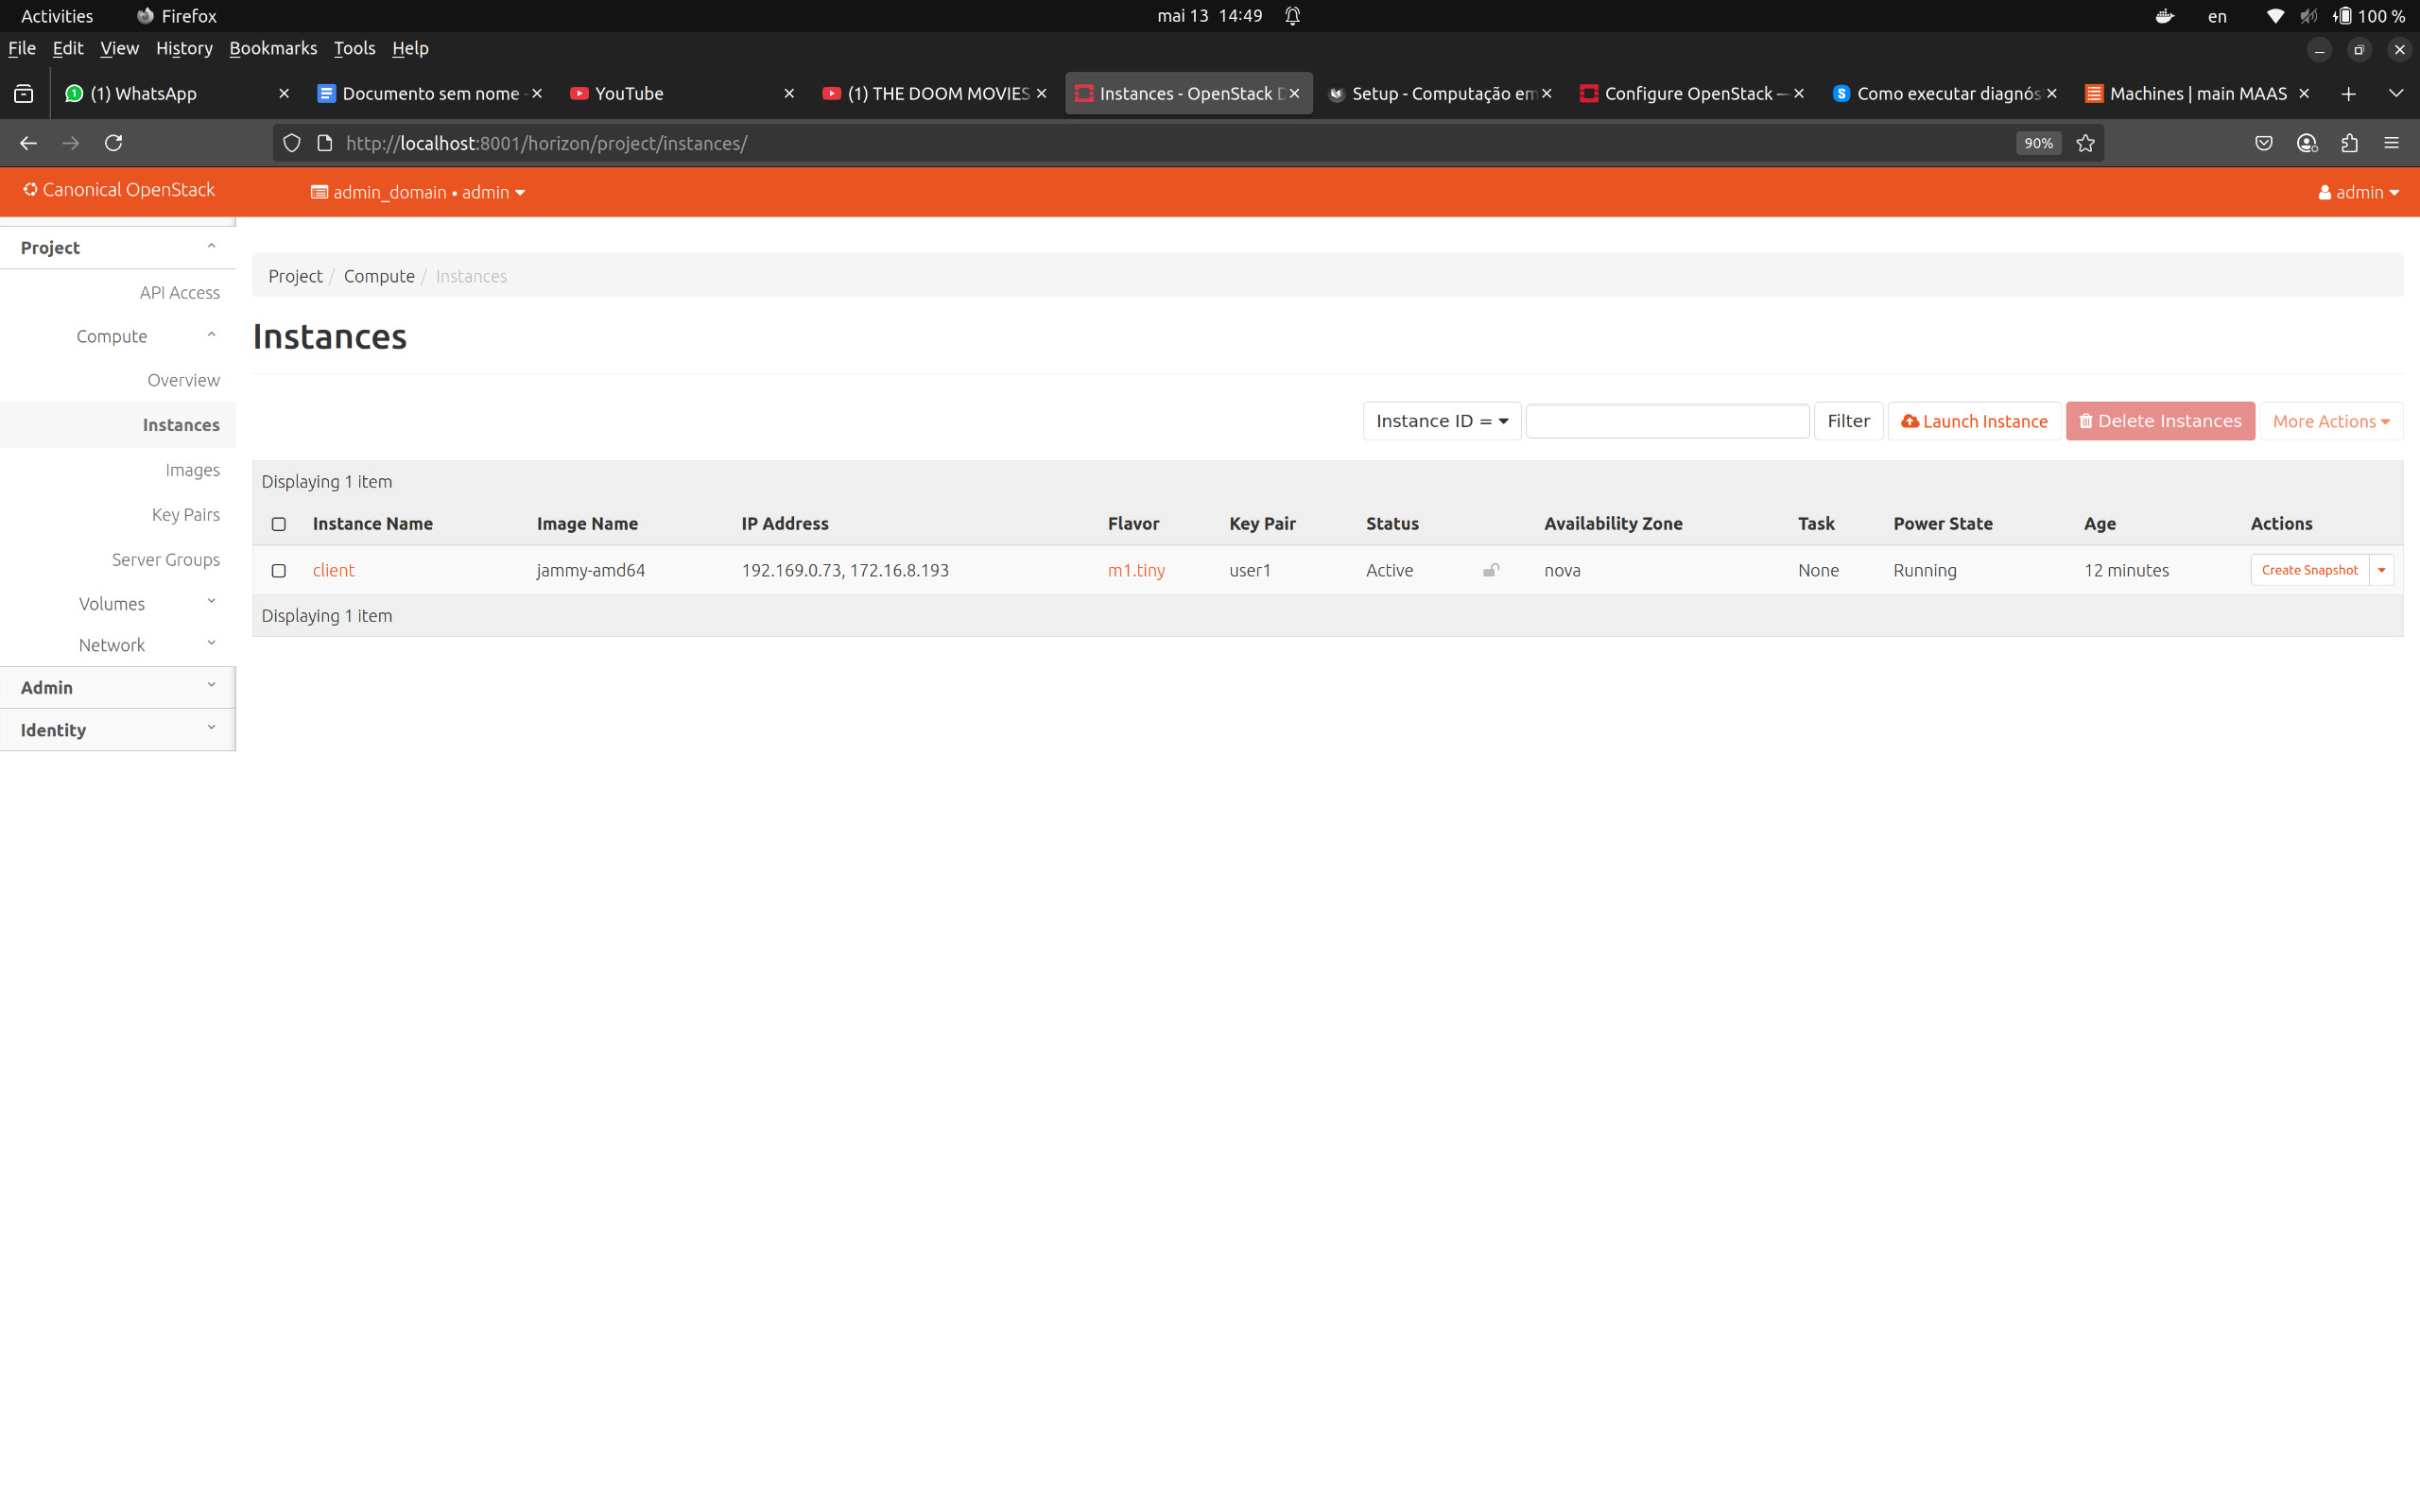 Activities Firefox mai 13 14:49 en 100 %
File Edit View History Bookmarks Tools Help
(1) WhatsApp Documento sem nome - YouTube (1) THE DOOM MOVIES Instances - OpenStack D Setup - Computação em Configure OpenStack — Como executar diagnós Machines | main MAAS
http://localhost:8001/horizon/project/instances/ 90%
Canonical OpenStack admin_domain • admin admin
Project
API Access
Compute
Overview
Instances
Images
Key Pairs
Server Groups
Volumes
Network
Admin
Identity
Project / Compute / Instances
Instances
Instance ID = Filter Launch Instance Delete Instances More Actions
Displaying 1 item
Instance Name Image Name IP Address Flavor Key Pair Status Availability Zone Task Power State Age Actions
client jammy-amd64 192.169.0.73, 172.16.8.193 m1.tiny user1 Active nova None Running 12 minutes Create Snapshot
Displaying 1 item